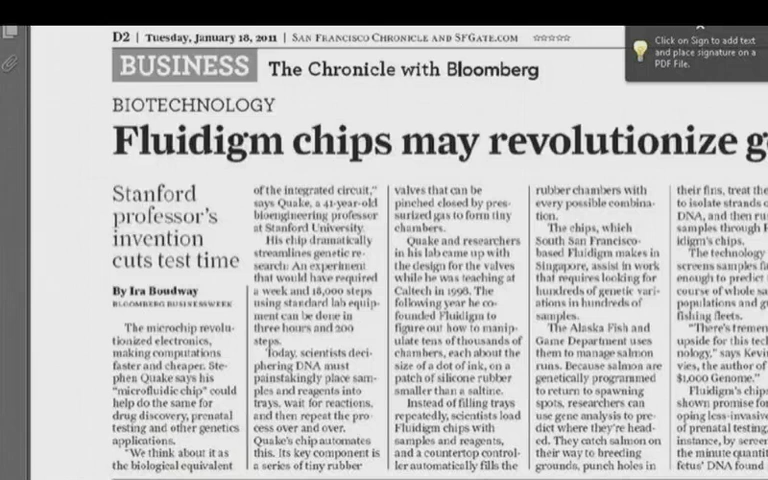 D2 | Tuesday, January 18, 2011 | San Francisco Chronicle and SFGate.com ☆☆☆☆☆
Click on Sign to add text
and place signature on a
PDF File.
BUSINESS The Chronicle with Bloomberg
BIOTECHNOLOGY
Fluidigm chips may revolutionize g
Stanford
professor's
invention
cuts test time
By Ira Boudway
BLOOMBERG BUSINESSWEEK
The microchip revolu-
tionized electronics,
making computations
faster and cheaper. Ste-
phen Quake says his
"microfluidic chip" could
help do the same for
drug discovery, prenatal
testing and other genetics
applications.
"We think about it as
the biological equivalent
of the integrated circuit,"
says Quake, a 41-year-old
bioengineering professor
at Stanford University.
His chip dramatically
streamlines genetic re-
search: An experiment
that would have required
a week and 18,000 steps
using standard lab equip-
ment can be done in
three hours and 200
steps.
Today, scientists deci-
phering DNA must
painstakingly place sam-
ples and reagents into
trays, wait for reactions,
and then repeat the pro-
cess over and over.
Quake's chip automates
this. Its key component is
a series of tiny rubber
valves that can be
pinched closed by pres-
surized gas to form tiny
chambers.
Quake and researchers
in his lab came up with
the design for the valves
while he was teaching at
Caltech in 1998. The
following year he co-
founded Fluidigm to
figure out how to manip-
ulate tens of thousands of
chambers, each about the
size of a dot of ink, on a
patch of silicone rubber
smaller than a saltine.
Instead of filling trays
repeatedly, scientists load
Fluidigm chips with
samples and reagents,
and a countertop control-
ler automatically fills the
rubber chambers with
every possible combina-
tion.
The chips, which
South San Francisco-
based Fluidigm makes in
Singapore, assist in work
that requires looking for
hundreds of genetic vari-
ations in hundreds of
samples.
The Alaska Fish and
Game Department uses
them to manage salmon
runs. Because salmon are
genetically programmed
to return to spawning
spots, researchers can
use gene analysis to pre-
dict where they're head-
ed. They catch salmon on
their way to breeding
grounds, punch holes in
their fins, treat the
to isolate strands o
DNA, and then ru
samples through F
idigm's chips.
The technology
screens samples fa
enough to predict
course of whole sa
populations and g
fishing fleets.
"There's tremen
upside for this tec
nology," says Kevi
vies, the author of
$1,000 Genome."
Fluidigm's chips
shown promise for
oping less-invasive
of prenatal testing.
instance, by screen
the minute quantit
fetus' DNA found